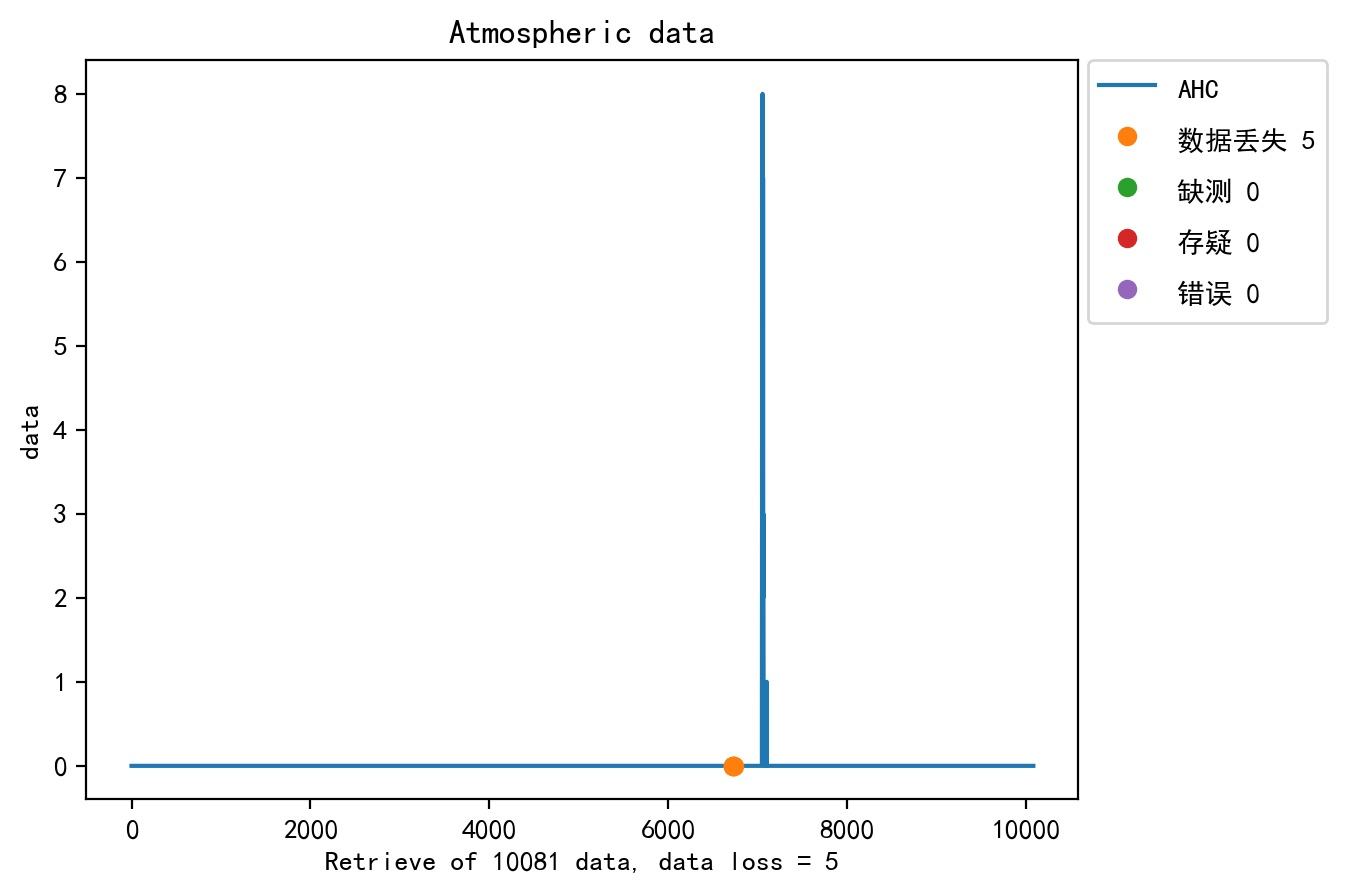 Atmospheric data
AHC
数据丢失 5
缺测 0
存疑 0
错误 0
8
7
6
5
4
3
2
1
0
data
0 2000 4000 6000 8000 10000
Retrieve of 10081 data, data loss = 5